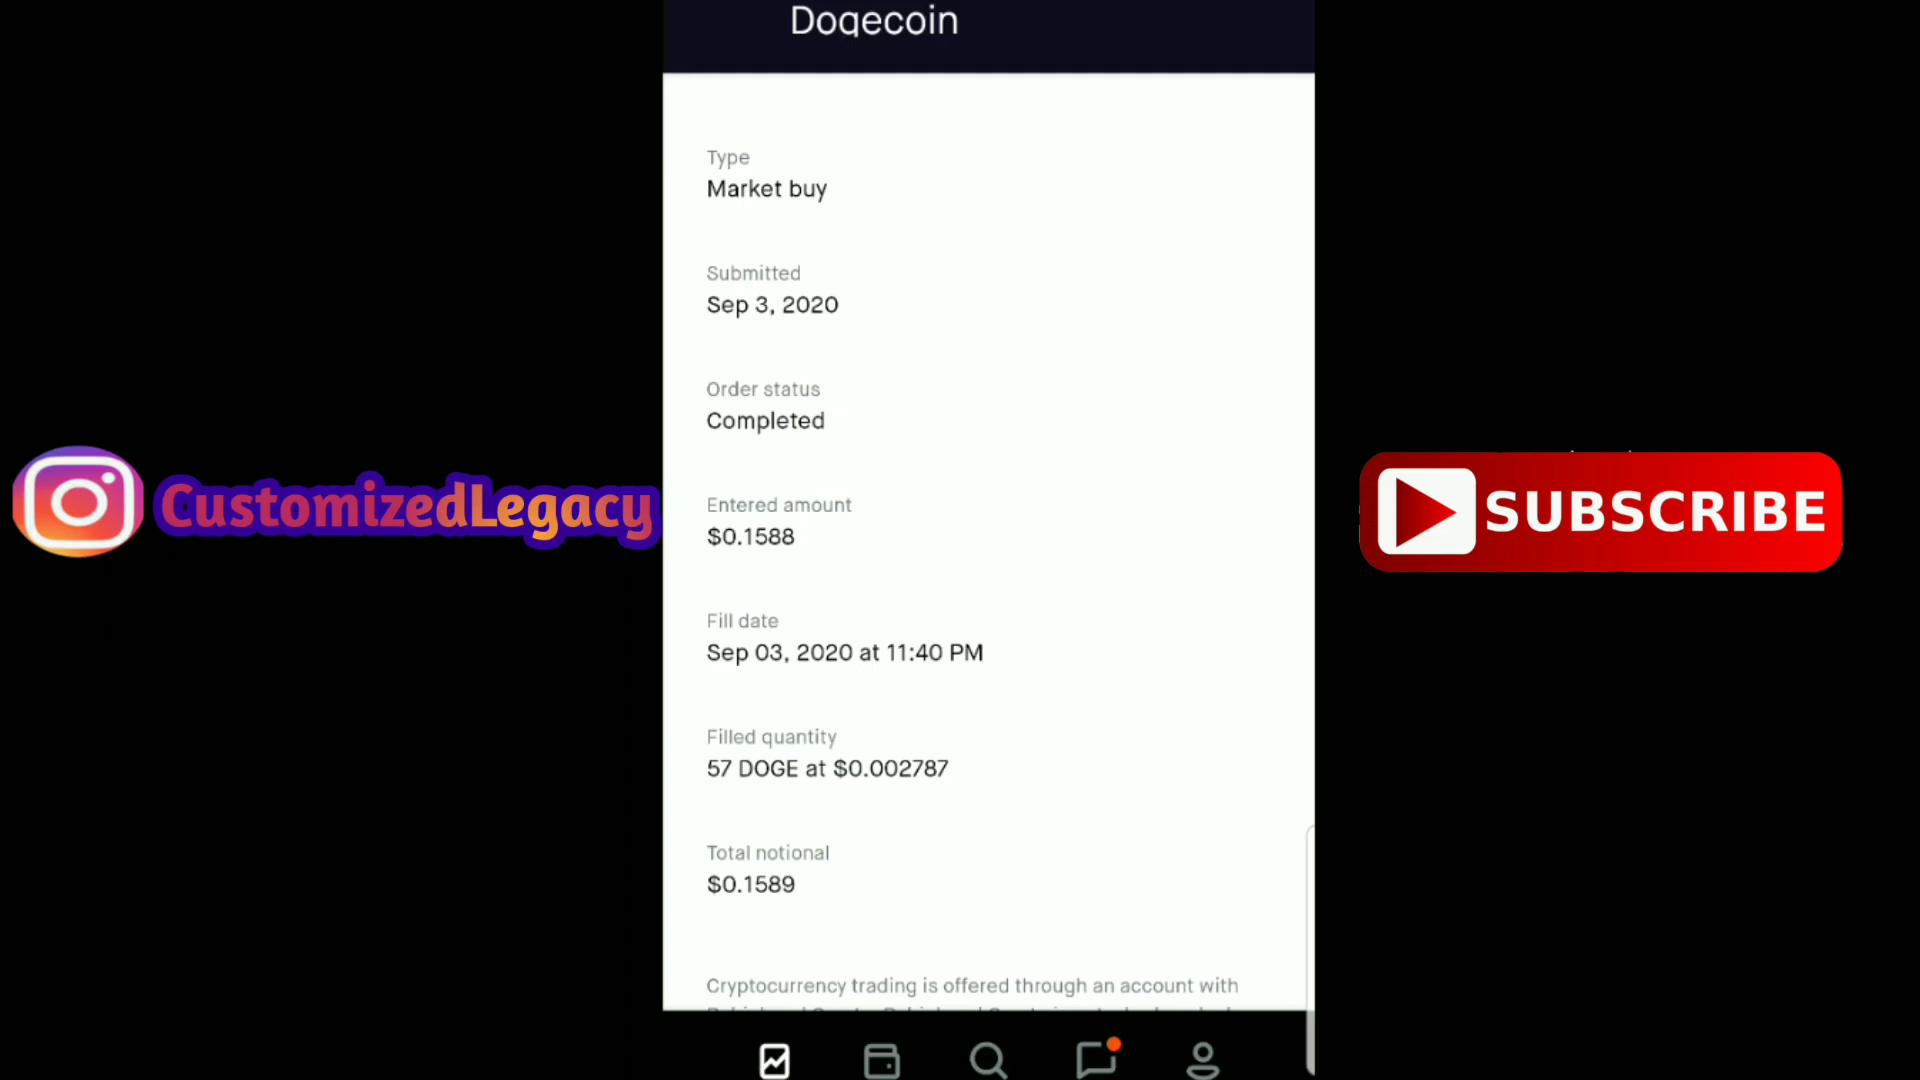 Dogecoin
Type
Market buy
Submitted
Sep 3, 2020
Order status
Completed
CustomizedLegacy
SUBSCRIBE
Entered amount
$0.1588
Fill date
Sep 03, 2020 at 11:40 PM
Filled quantity
57 DOGE at $0.002787
Total notional
$0.1589
Cryptocurrency trading is offered through an account with